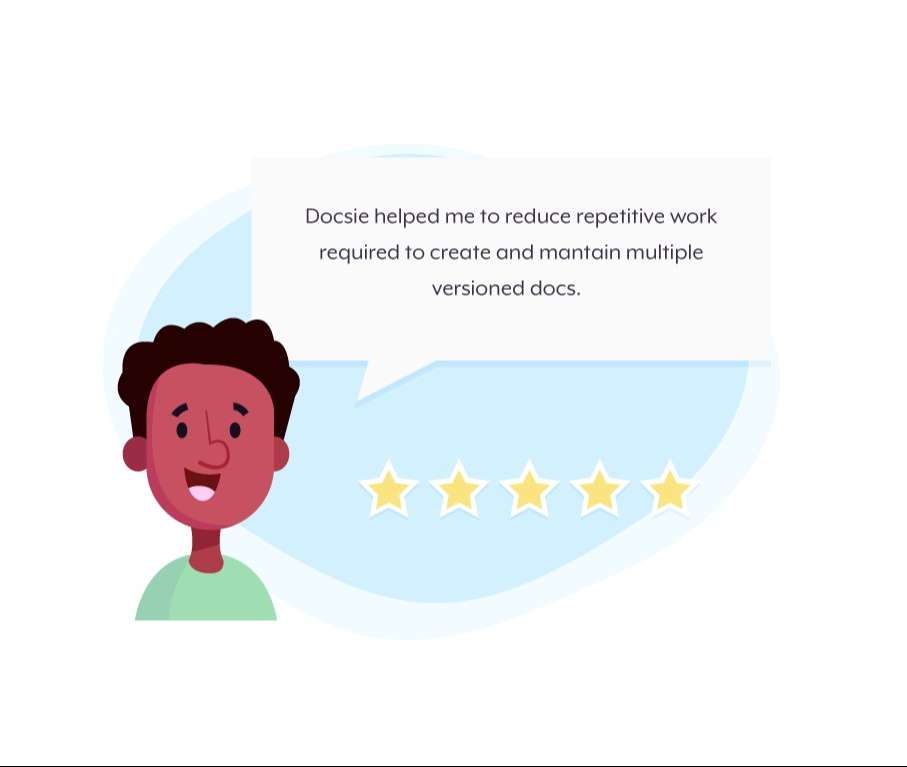 Docsie helped me to reduce repetitive work
required to create and mantain multiple
versioned docs.